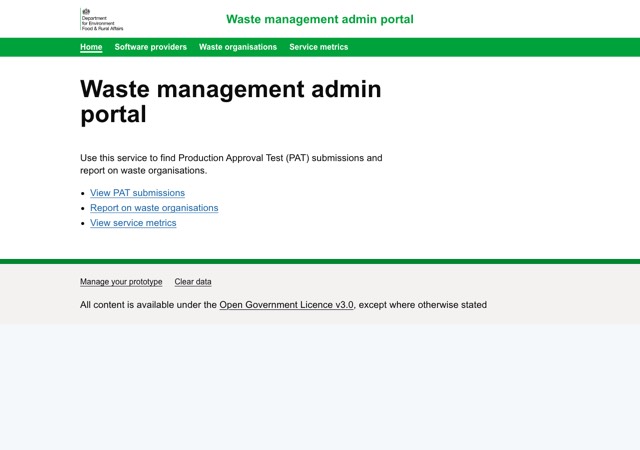 Department
for Environment
Food & Rural Affairs
Waste management admin portal
Home Software providers Waste organisations Service metrics
Waste management admin
portal
Use this service to find Production Approval Test (PAT) submissions and
report on waste organisations.
• View PAT submissions
• Report on waste organisations
• View service metrics
Manage your prototype Clear data
All content is available under the Open Government Licence v3.0, except where otherwise stated